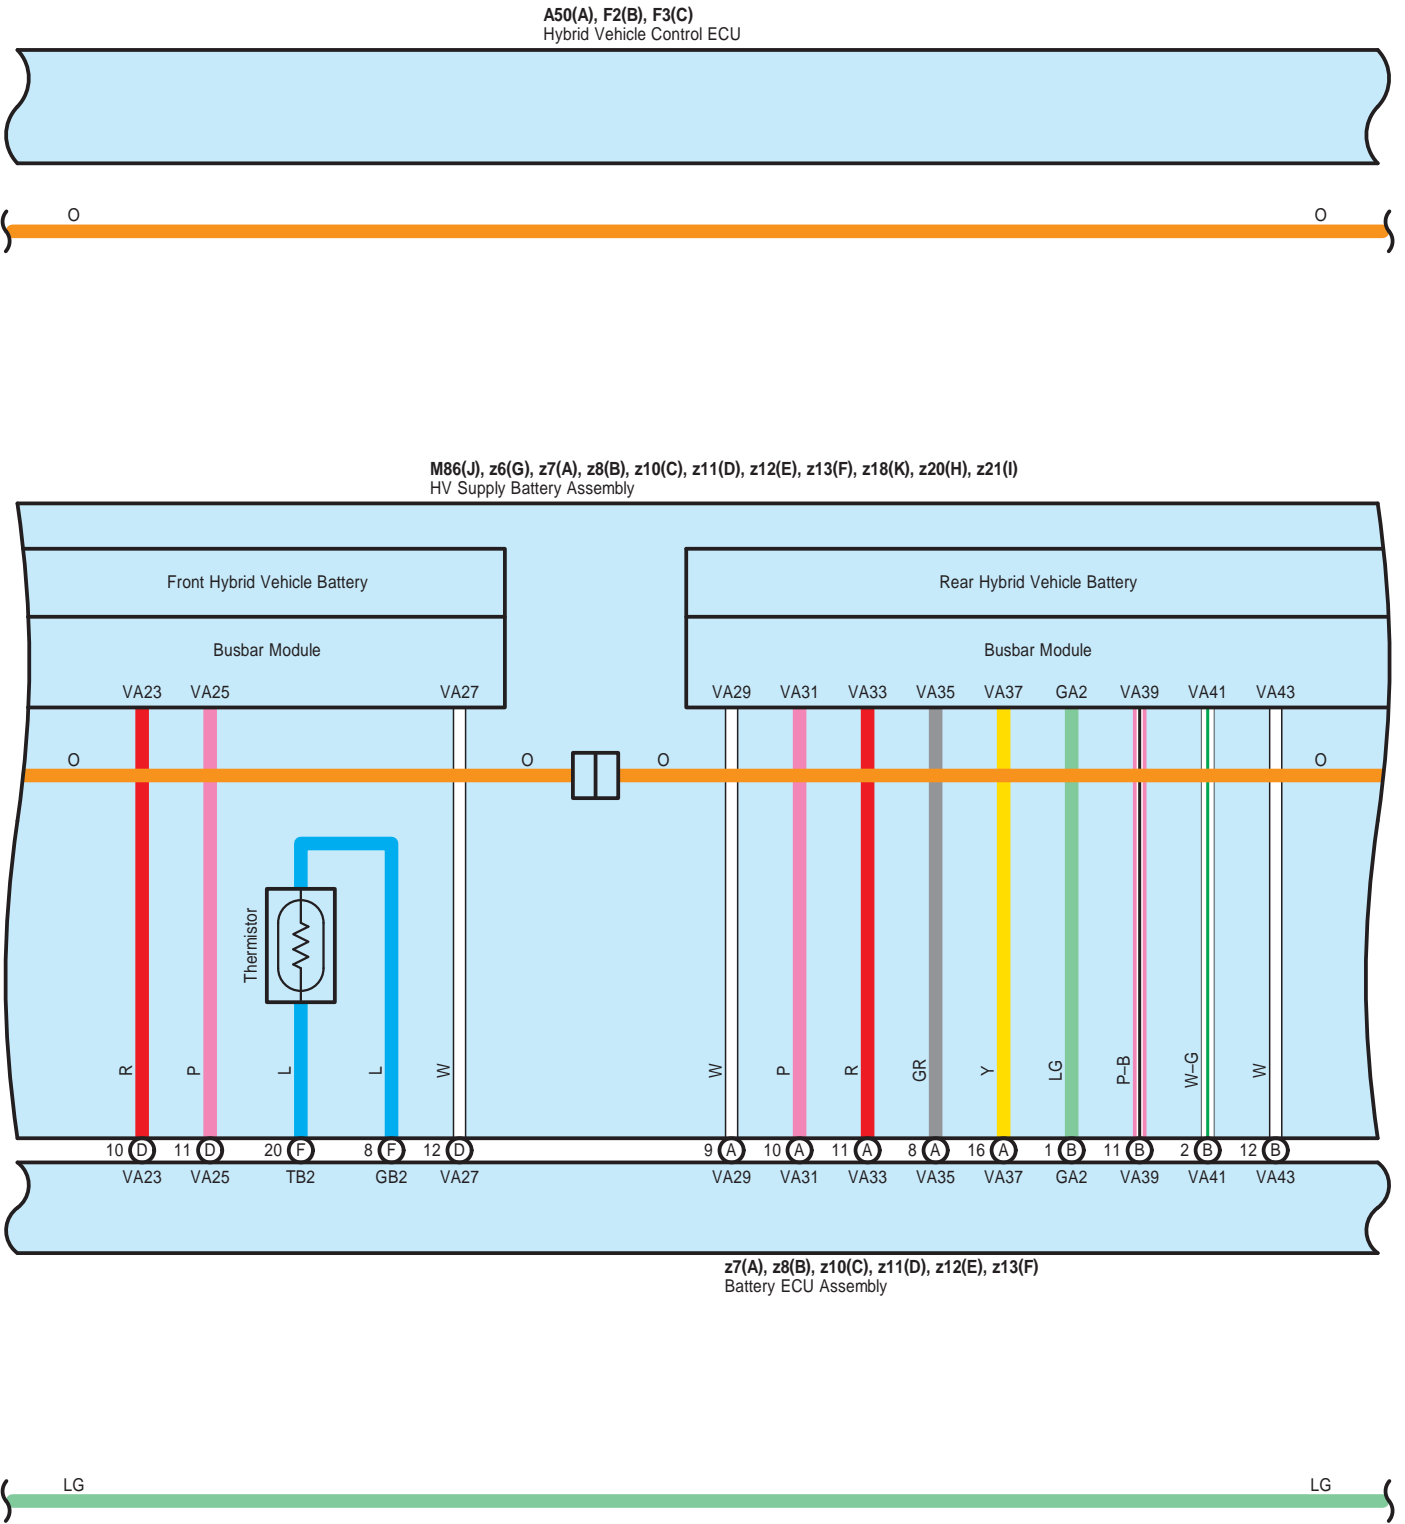 A50(A), F2(B), F3(C)
Hybrid Vehicle Control ECU
O O
M86(J), z6(G), z7(A), z8(B), z10(C), z11(D), z12(E), z13(F), z18(K), z20(H), z21(I)
HV Supply Battery Assembly
Front Hybrid Vehicle Battery Rear Hybrid Vehicle Battery
Busbar Module Busbar Module
VA23 VA25 VA27 VA29 VA31 VA33 VA35 VA37 GA2 VA39 VA41 VA43
O O O O
Thermistor
R P L L W W P R GR Y LG P–B W–G W
10 D 11 D 20 F 8 F 12 D 9 A 10 A 11 A 8 A 16 A 1 B 11 B 2 B 12 B
VA23 VA25 TB2 GB2 VA27 VA29 VA31 VA33 VA35 VA37 GA2 VA39 VA41 VA43
z7(A), z8(B), z10(C), z11(D), z12(E), z13(F)
Battery ECU Assembly
LG LG